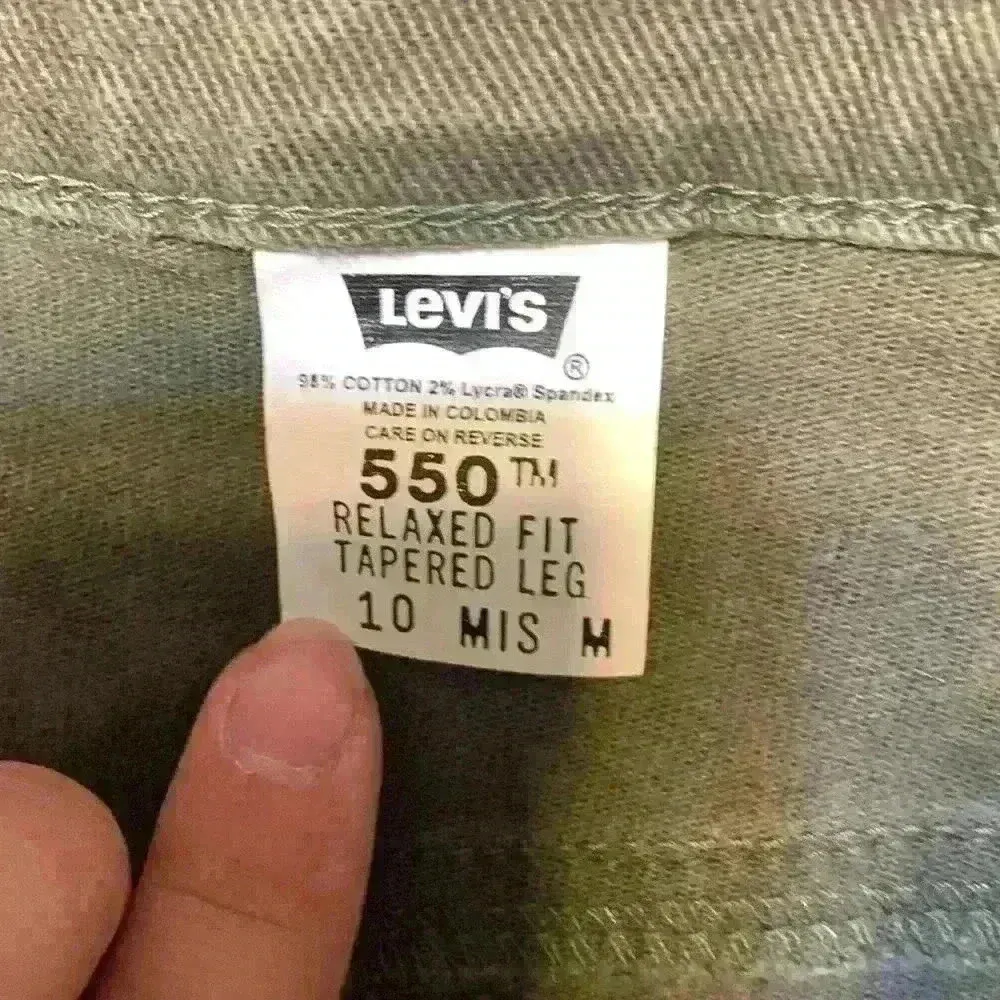 LEVI'S
®
98% COTTON 2% Lycra® Spandex
MADE IN COLOMBIA
CARE ON REVERSE
550™
RELAXED FIT
TAPERED LEG
10 MIS M